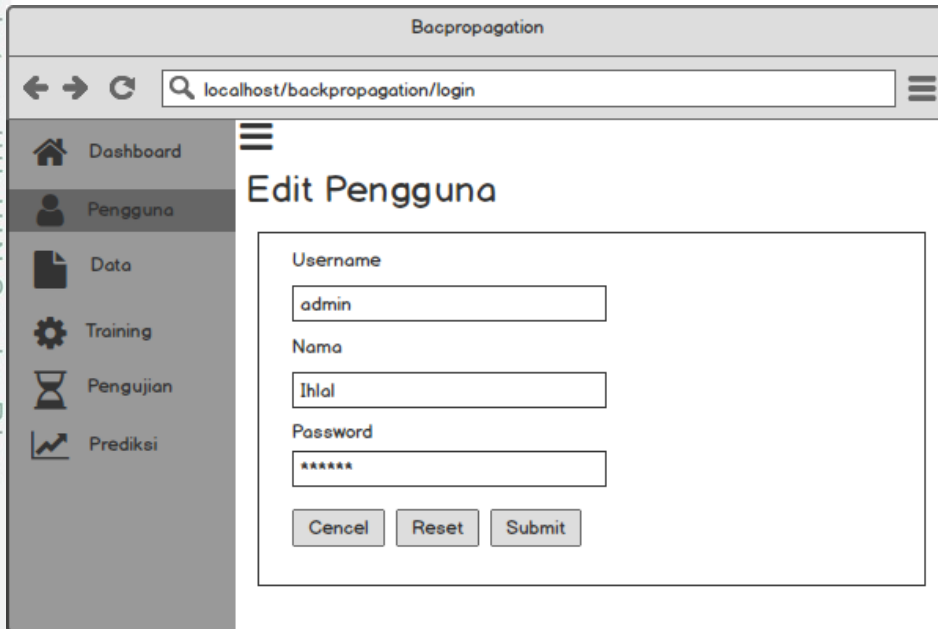 Bacpropagation
localhost/backpropagation/login
Dashboard
Pengguna
Data
Training
Pengujian
Prediksi
Edit Pengguna
Username
admin
Nama
Ihlal
Password
******
Cencel Reset Submit